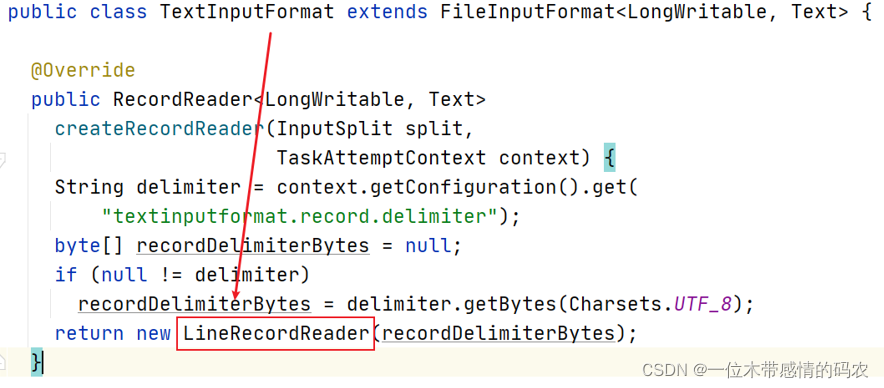 public class TextInputFormat extends FileInputFormat<LongWritable, Text> {
@Override
public RecordReader<LongWritable, Text>
createRecordReader(InputSplit split,
TaskAttemptContext context) {
String delimiter = context.getConfiguration().get(
"textinputformat.record.delimiter");
byte[] recordDelimiterBytes = null;
if (null != delimiter)
recordDelimiterBytes = delimiter.getBytes(Charsets.UTF_8);
return new LineRecordReader(recordDelimiterBytes);
}
CSDN @一位木带感情的码农